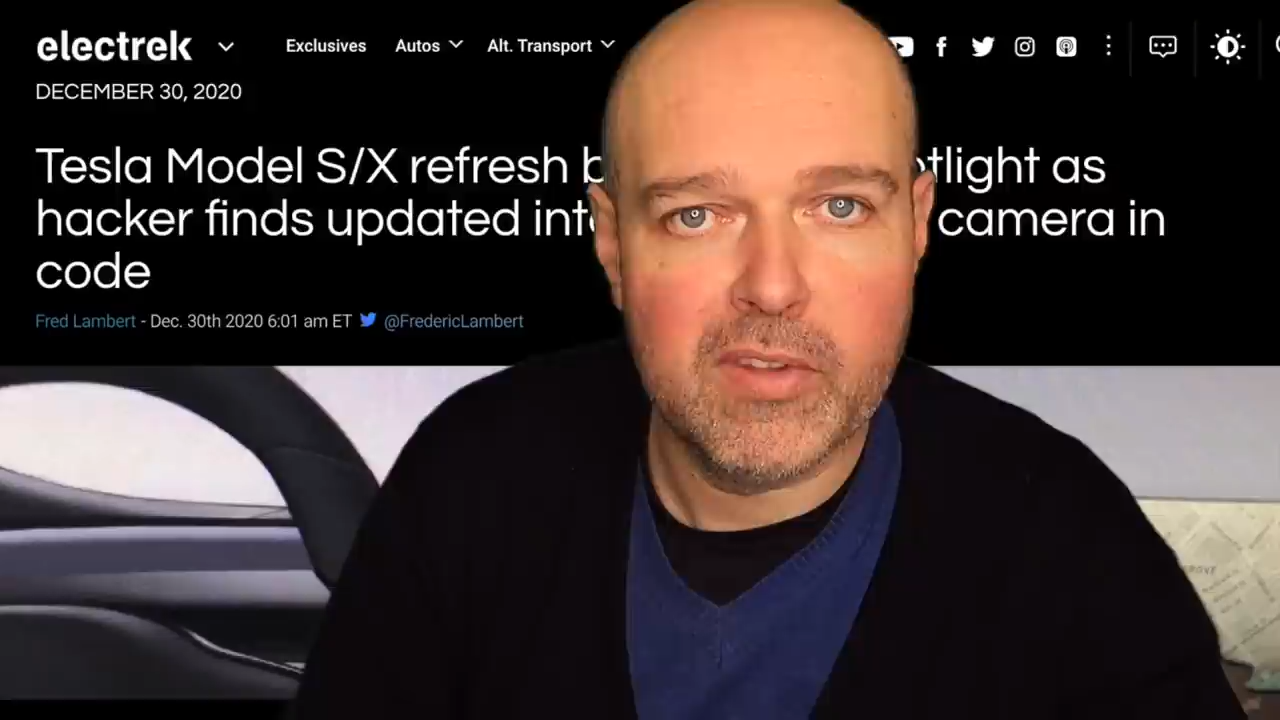 electrek
Exclusives Autos Alt. Transport
DECEMBER 30, 2020
Tesla Model S/X refresh tlight as
hacker finds updated camera in
code
Fred Lambert - Dec. 30th 2020 6:01 am ET @FredericLambert